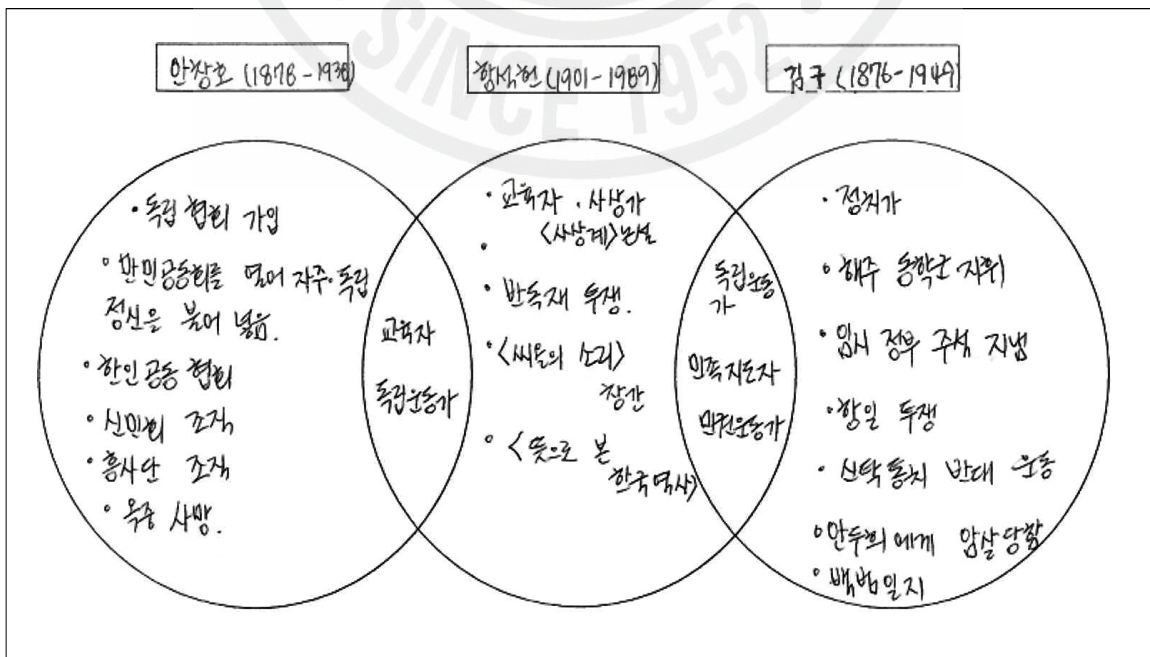 SINCE 1952
안창호 (1878-1938)
함석헌 (1901-1989)
김구 (1876-1949)
• 독립 협회 가입
• 만민공동회를 열어 자주·독립
정신을 불어 넣음.
• 한인공동 협회
• 신민회 조직
• 흥사단 조직
• 옥중 사망.
교육자
독립운동가
• 교육자 · 사상가
<사상계> 논설
•
• 반독재 투쟁.
• <씨올의 소리>
창간
• <뜻으로 본
한국역사>
독립운동
가
민족지도자
민권운동가
• 정치가
• 해주 동학군 지휘
• 임시 정부 주석 지냄
• 항일 투쟁
• 신탁통치 반대 운동
• 안두희에게 암살당함
• 백범일지